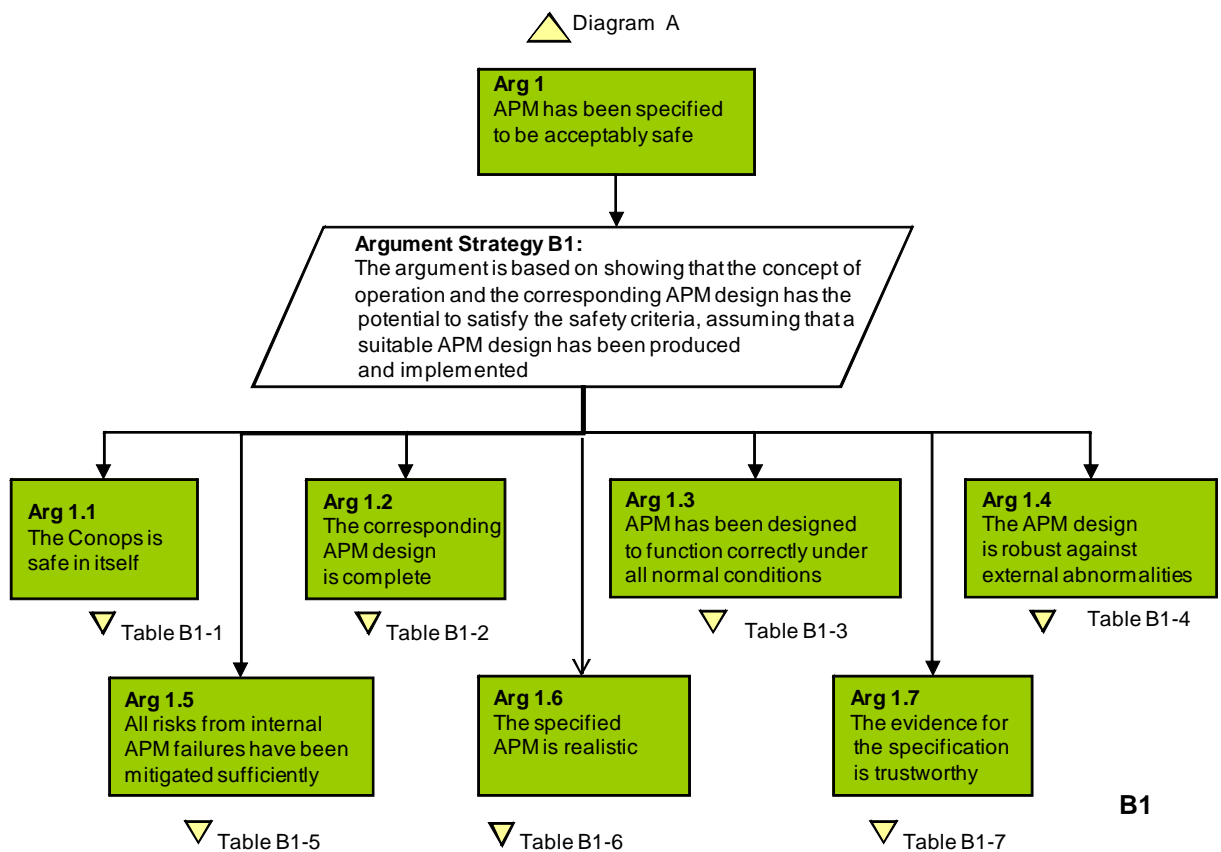 Diagram A
Arg 1
APM has been specified
to be acceptably safe
Argument Strategy B1:
The argument is based on showing that the concept of
operation and the corresponding APM design has the
potential to satisfy the safety criteria, assuming that a
suitable APM design has been produced
and implemented
Arg 1.1
The Conops is
safe in itself
Table B1-1
Arg 1.2
The corresponding
APM design
is complete
Table B1-2
Arg 1.3
APM has been designed
to function correctly under
all normal conditions
Table B1-3
Arg 1.4
The APM design
is robust against
external abnormalities
Table B1-4
Arg 1.5
All risks from internal
APM failures have been
mitigated sufficiently
Table B1-5
Arg 1.6
The specified
APM is realistic
Table B1-6
Arg 1.7
The evidence for
the specification
is trustworthy
Table B1-7
B1